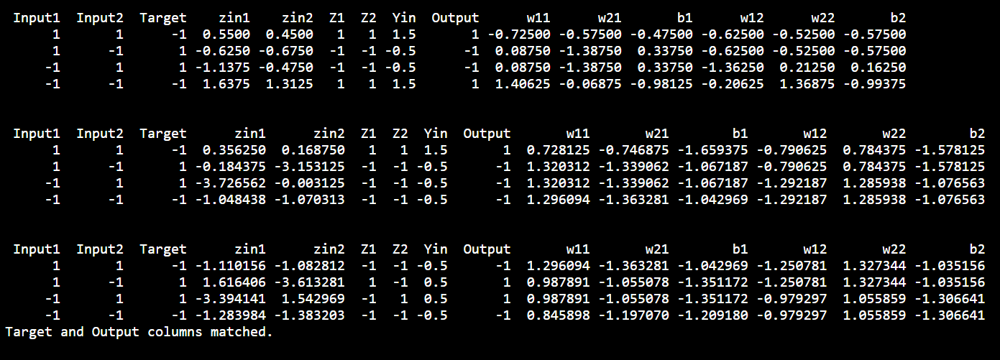 Input1 Input2 Target zin1 zin2 Z1 Z2 Yin Output w11 w21 b1 w12 w22 b2
1 1 -1 0.5500 0.4500 1 1 1.5 1 -0.72500 -0.57500 -0.47500 -0.62500 -0.52500 -0.57500
1 -1 1 -0.6250 -0.6750 -1 -1 -0.5 -1 0.08750 -1.38750 0.33750 -0.62500 -0.52500 -0.57500
-1 1 1 -1.1375 -0.4750 -1 -1 -0.5 -1 0.08750 -1.38750 0.33750 -1.36250 0.21250 0.16250
-1 -1 -1 1.6375 1.3125 1 1 1.5 1 1.40625 -0.06875 -0.98125 -0.20625 1.36875 -0.99375
Input1 Input2 Target zin1 zin2 Z1 Z2 Yin Output w11 w21 b1 w12 w22 b2
1 1 -1 0.356250 0.168750 1 1 1.5 1 0.728125 -0.746875 -1.659375 -0.790625 0.784375 -1.578125
1 -1 1 -0.184375 -3.153125 -1 -1 -0.5 -1 1.320312 -1.339062 -1.067187 -0.790625 0.784375 -1.578125
-1 1 1 -3.726562 -0.003125 -1 -1 -0.5 -1 1.320312 -1.339062 -1.067187 -1.292187 1.285938 -1.076563
-1 -1 -1 -1.048438 -1.070313 -1 -1 -0.5 -1 1.296094 -1.363281 -1.042969 -1.292187 1.285938 -1.076563
Input1 Input2 Target zin1 zin2 Z1 Z2 Yin Output w11 w21 b1 w12 w22 b2
1 1 -1 -1.110156 -1.082812 -1 -1 -0.5 -1 1.296094 -1.363281 -1.042969 -1.250781 1.327344 -1.035156
1 -1 1 1.616406 -3.613281 1 -1 0.5 1 0.987891 -1.055078 -1.351172 -1.250781 1.327344 -1.035156
-1 1 1 -3.394141 1.542969 -1 1 0.5 1 0.987891 -1.055078 -1.351172 -0.979297 1.055859 -1.306641
-1 -1 -1 -1.283984 -1.383203 -1 -1 -0.5 -1 0.845898 -1.197070 -1.209180 -0.979297 1.055859 -1.306641
Target and Output columns matched.